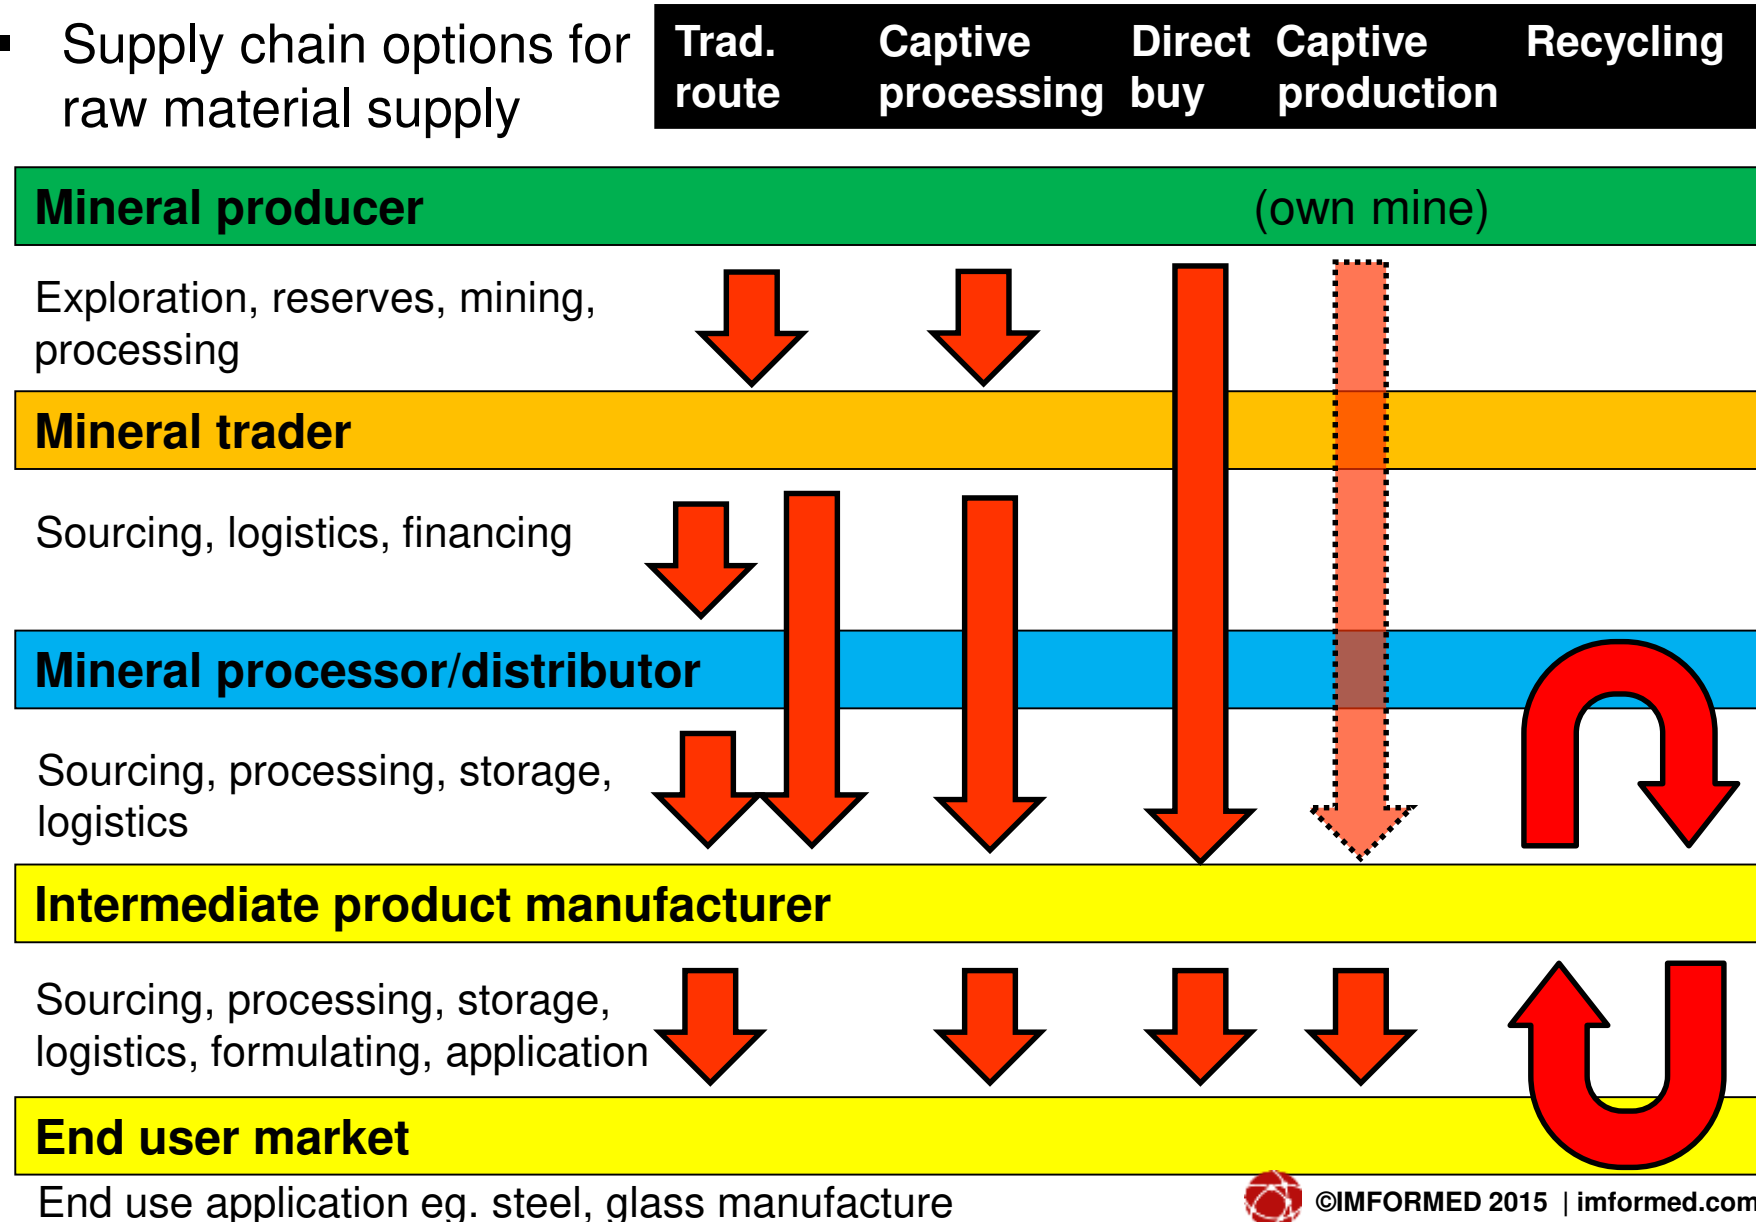 Supply chain options for
raw material supply
Trad. route
Captive processing
Direct buy
Captive production
Recycling
Mineral producer
(own mine)
Exploration, reserves, mining,
processing
Mineral trader
Sourcing, logistics, financing
Mineral processor/distributor
Sourcing, processing, storage,
logistics
Intermediate product manufacturer
Sourcing, processing, storage,
logistics, formulating, application
End user market
End use application eg. steel, glass manufacture
©IMFORMED 2015 | imformed.com